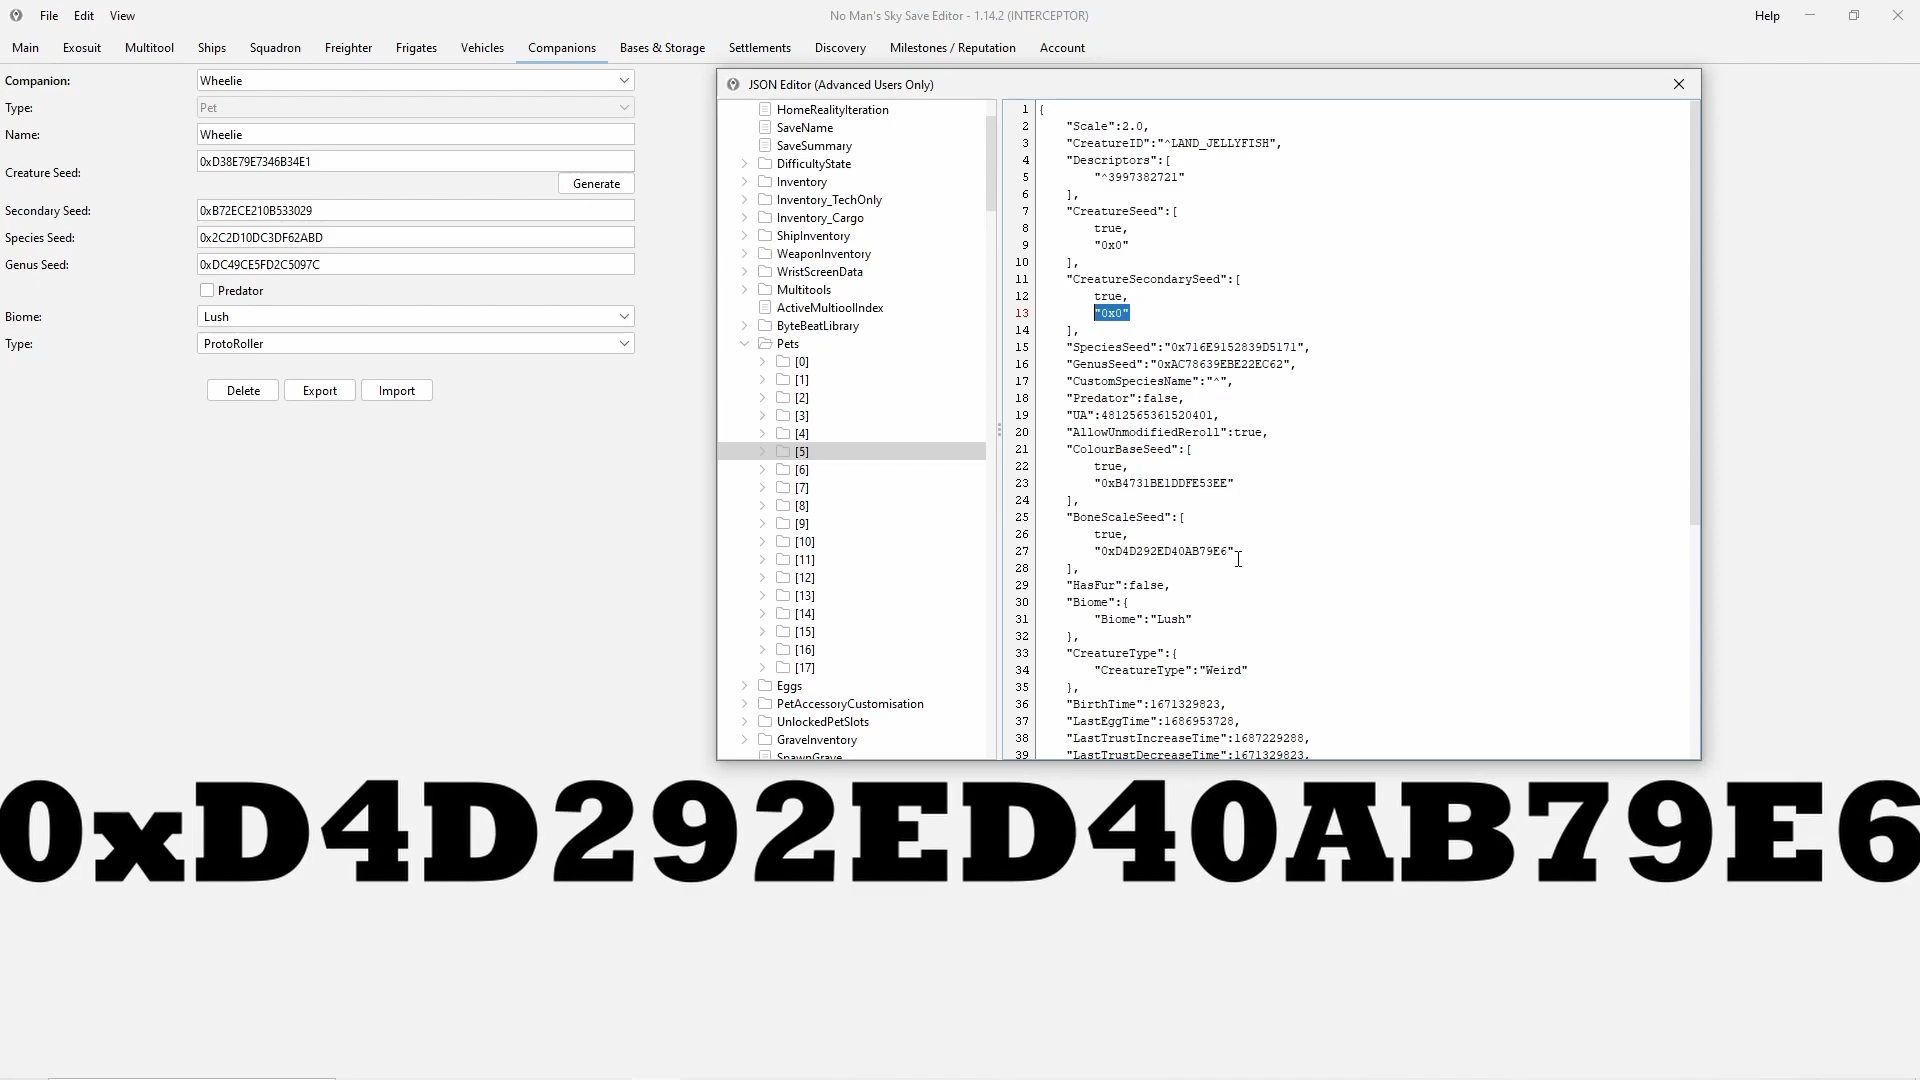 File Edit View
No Man's Sky Save Editor - 1.14.2 (INTERCEPTOR)
Help
Main Exosuit Multitool Ships Squadron Freighter Frigates Vehicles Companions Bases & Storage Settlements Discovery Milestones / Reputation Account
Companion: Wheelie
Type: Pet
Name: Wheelie
Creature Seed: 0xD38E79E7346B34E1
Generate
Secondary Seed: 0xB72ECE210B533029
Species Seed: 0x2C2D10DC3DF62ABD
Genus Seed: 0xDC49CE5FD2C5097C
Predator
Biome: Lush
Type: ProtoRoller
Delete Export Import
JSON Editor (Advanced Users Only)
HomeRealityIteration
SaveName
SaveSummary
DifficultyState
Inventory
Inventory_TechOnly
Inventory_Cargo
ShipInventory
WeaponInventory
WristScreenData
Multitools
ActiveMultioolIndex
ByteBeatLibrary
Pets
[0]
[1]
[2]
[3]
[4]
[5]
[6]
[7]
[8]
[9]
[10]
[11]
[12]
[13]
[14]
[15]
[16]
[17]
Eggs
PetAccessoryCustomisation
UnlockedPetSlots
GraveInventory
SpawnGrave
1 {
2 "Scale":2.0,
3 "CreatureID":"^LAND_JELLYFISH",
4 "Descriptors":[
5 "^3997382721"
6 ],
7 "CreatureSeed":[
8 true,
9 "0x0"
10 ],
11 "CreatureSecondarySeed":[
12 true,
13 "0x0"
14 ],
15 "SpeciesSeed":"0x716E9152839D5171",
16 "GenusSeed":"0xAC78639EBE22EC62",
17 "CustomSpeciesName":"^",
18 "Predator":false,
19 "UA":4812565361520401,
20 "AllowUnmodifiedReroll":true,
21 "ColourBaseSeed":[
22 true,
23 "0xB4731BE1DDFE53EE"
24 ],
25 "BoneScaleSeed":[
26 true,
27 "0xD4D292ED40AB79E6"
28 ],
29 "HasFur":false,
30 "Biome":{
31 "Biome":"Lush"
32 },
33 "CreatureType":{
34 "CreatureType":"Weird"
35 },
36 "BirthTime":1671329823,
37 "LastEggTime":1686953728,
38 "LastTrustIncreaseTime":1687229288,
39 "LastTrustDecreaseTime":1671329823,
0xD4D292ED40AB79E6